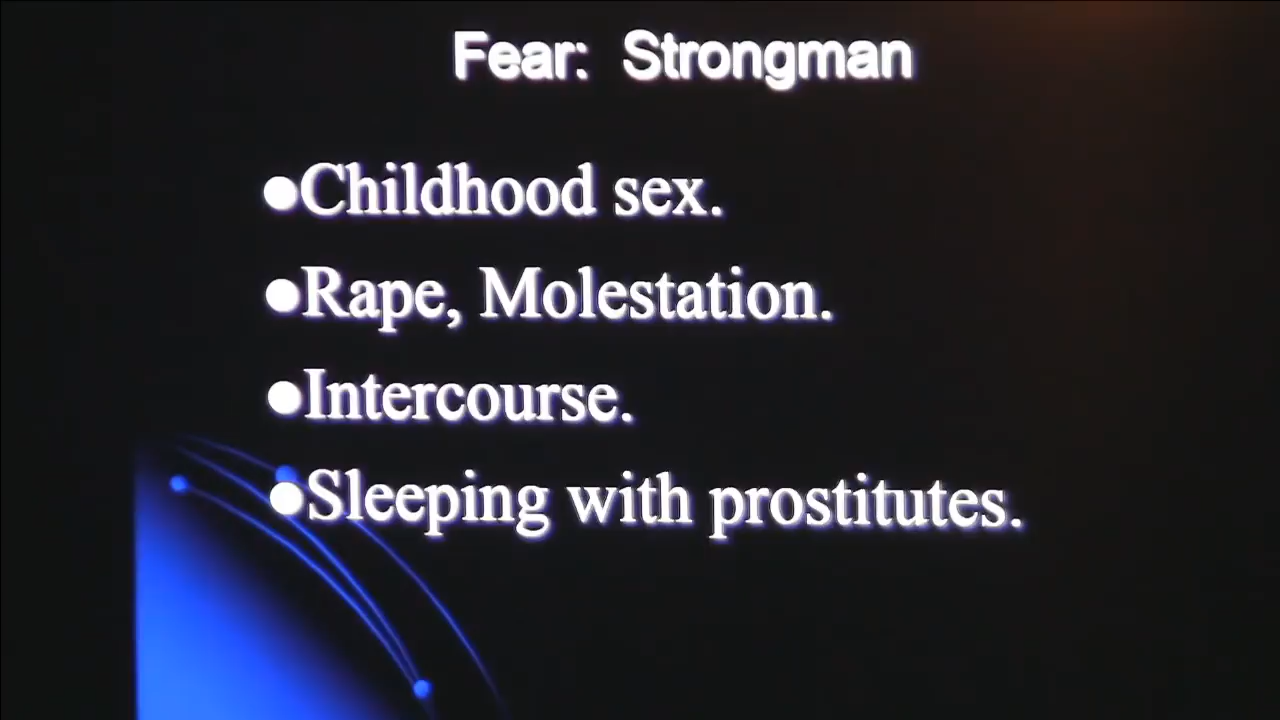 Fear: Strongman
●Childhood sex.
●Rape, Molestation.
●Intercourse.
●Sleeping with prostitutes.